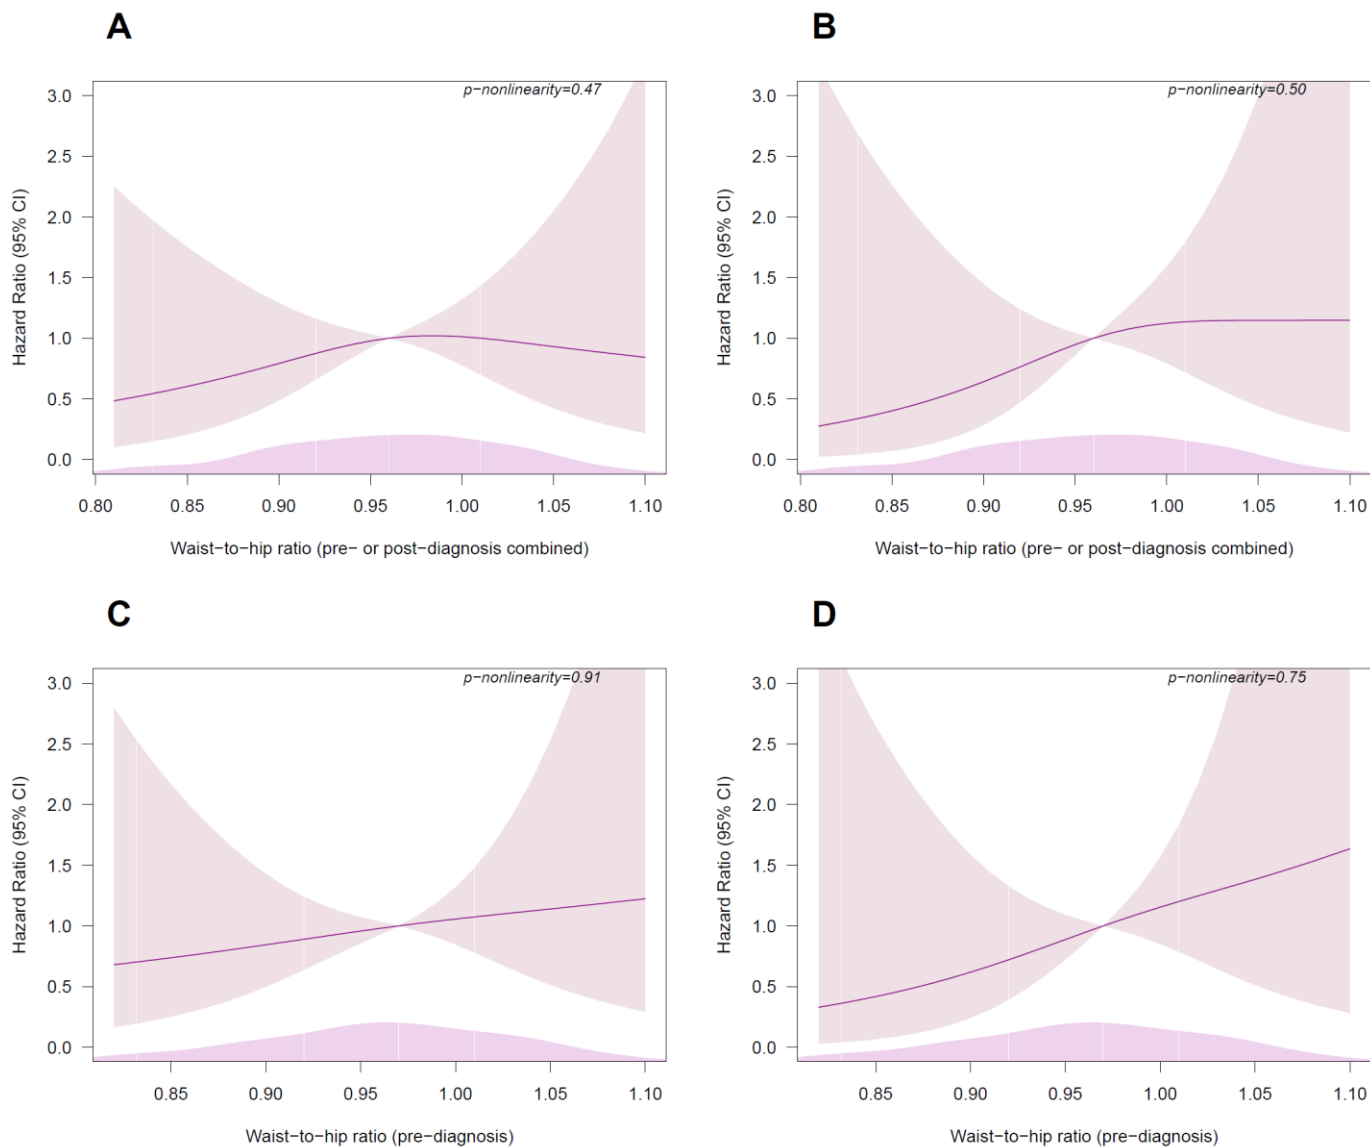 A
p−nonlinearity=0.47
3.0
2.5
2.0
1.5
1.0
0.5
0.0
Hazard Ratio (95% CI)
0.80 0.85 0.90 0.95 1.00 1.05 1.10
Waist−to−hip ratio (pre− or post−diagnosis combined)
B
p−nonlinearity=0.50
3.0
2.5
2.0
1.5
1.0
0.5
0.0
Hazard Ratio (95% CI)
0.80 0.85 0.90 0.95 1.00 1.05 1.10
Waist−to−hip ratio (pre− or post−diagnosis combined)
C
p−nonlinearity=0.91
3.0
2.5
2.0
1.5
1.0
0.5
0.0
Hazard Ratio (95% CI)
0.85 0.90 0.95 1.00 1.05 1.10
Waist−to−hip ratio (pre−diagnosis)
D
p−nonlinearity=0.75
3.0
2.5
2.0
1.5
1.0
0.5
0.0
Hazard Ratio (95% CI)
0.85 0.90 0.95 1.00 1.05 1.10
Waist−to−hip ratio (pre−diagnosis)